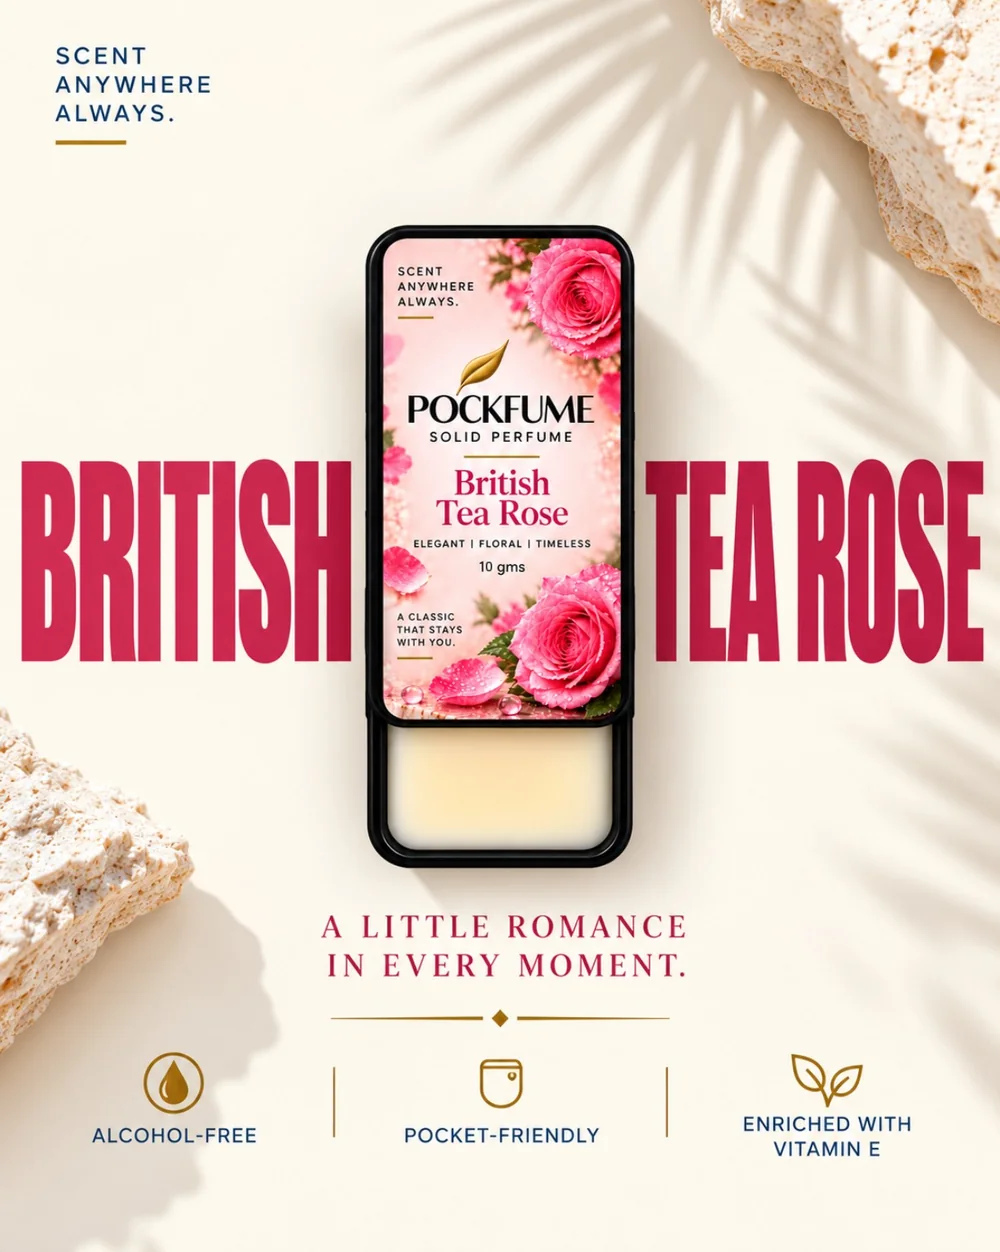 SCENT
ANYWHERE
ALWAYS.
SCENT
ANYWHERE
ALWAYS.
POCKFUME
SOLID PERFUME
British
Tea Rose
ELEGANT | FLORAL | TIMELESS
10 gms
A CLASSIC
THAT STAYS
WITH YOU.
BRITISH TEA ROSE
A LITTLE ROMANCE
IN EVERY MOMENT.
ALCOHOL-FREE
POCKET-FRIENDLY
ENRICHED WITH
VITAMIN E